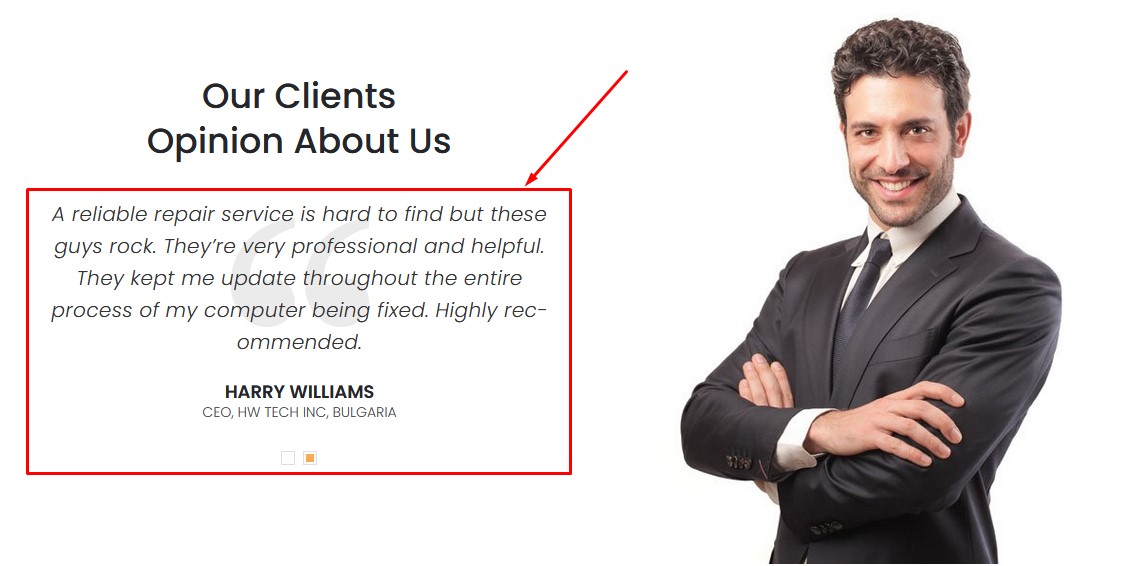 Our Clients
Opinion About Us
A reliable repair service is hard to find but these
guys rock. They’re very professional and helpful.
They kept me update throughout the entire
process of my computer being fixed. Highly rec-
ommended.
HARRY WILLIAMS
CEO, HW TECH INC, BULGARIA